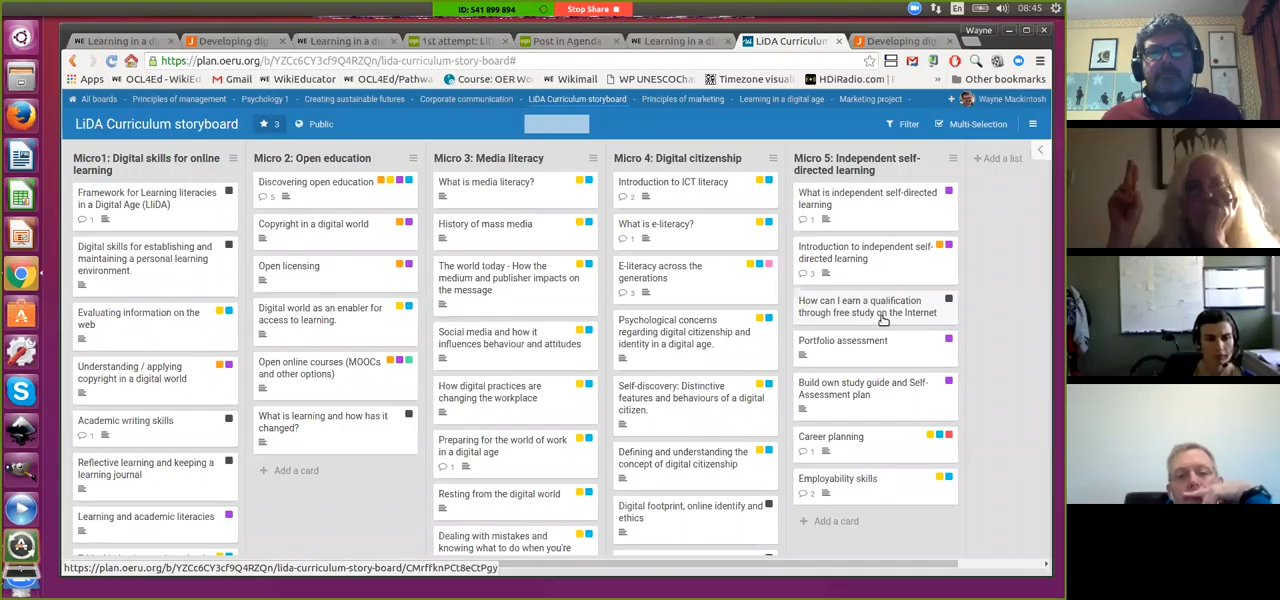 ID: 541 899 894
Stop Share
En
08:45
Learning in a di
Developing dig
Learning in a di
1st attempt: Li
Post in Agenda
Learning in a di
LiDA Curriculum
Developing dig
Wayne
https://plan.oeru.org/b/YZCc6CY3cf9Q4RZQn/lida-curriculum-story-board#
Apps
OCL4Ed - WikiEd
Gmail
WikiEducator
OCL4Ed/Pathwa
Course: OER Wo
Wikimail
WP UNESCOCha
Timezone visuali
HDiRadio.com |
»
Other bookmarks
All boards
Principles of management
Psychology 1
Creating sustainable futures
Corporate communication
LiDA Curriculum storyboard
Principles of marketing
Learning in a digital age
Marketing project
Wayne Mackintosh
LiDA Curriculum storyboard
3
Public
Filter
Multi-Selection
Micro1: Digital skills for online
learning
Framework for Learning literacies
in a Digital Age (LliDA)
1
Digital skills for establishing and
maintaining a personal learning
environment.
Evaluating information on the
web
Understanding / applying
copyright in a digital world
Academic writing skills
1
Reflective learning and keeping a
learning journal
Learning and academic literacies
Micro 2: Open education
Discovering open education
5
Copyright in a digital world
Open licensing
Digital world as an enabler for
access to learning.
Open online courses (MOOCs
and other options)
What is learning and how has it
changed?
Add a card
Micro 3: Media literacy
What is media literacy?
History of mass media
The world today - How the
medium and publisher impacts on
the message
Social media and how it
influences behaviour and attitudes
How digital practices are
changing the workplace
Preparing for the world of work
in a digital age
1
Resting from the digital world
Dealing with mistakes and
knowing what to do when you're
Micro 4: Digital citizenship
Introduction to ICT literacy
2
What is e-literacy?
1
E-literacy across the
generations
3
Psychological concerns
regarding digital citizenship and
identity in a digital age.
Self-discovery: Distinctive
features and behaviours of a digital
citizen.
Defining and understanding the
concept of digital citizenship
Digital footprint, online identify and
ethics
Micro 5: Independent self-
directed learning
What is independent self-directed
learning
1
Introduction to independent self-
directed learning
3
How can I earn a qualification
through free study on the Internet
Portfolio assessment
Build own study guide and Self-
Assessment plan
Career planning
1
Employability skills
2
Add a card
Add a list
https://plan.oeru.org/b/YZCc6CY3cf9Q4RZQn/lida-curriculum-story-board/CMrffknPCt8eCtPgy